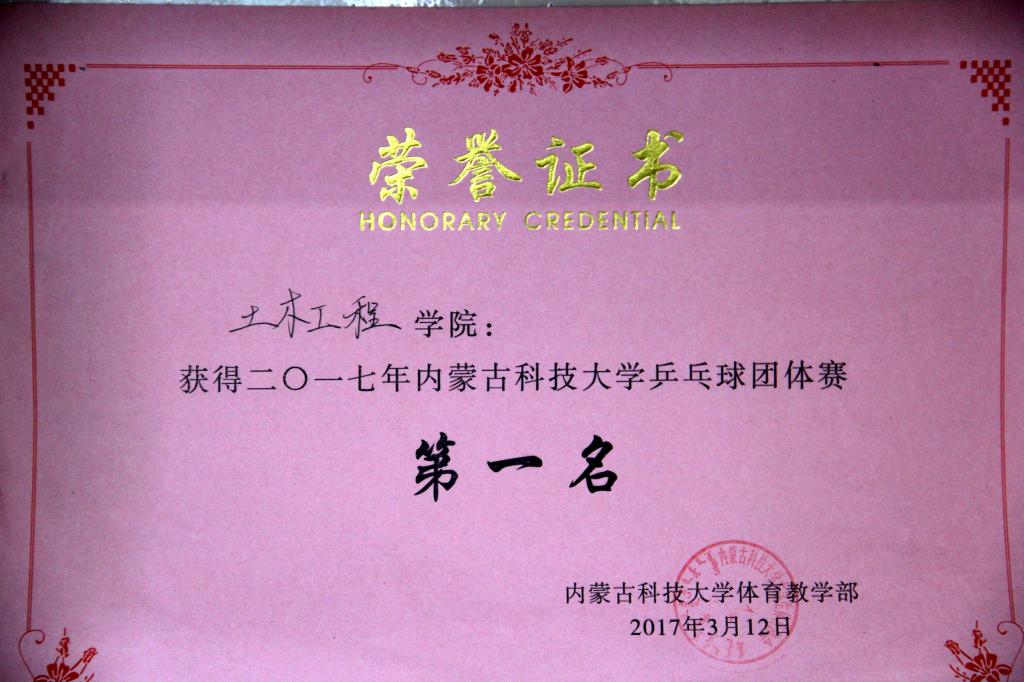 荣誉证书
HONORARY CREDENTIAL
土木工程学院：
获得二〇一七年内蒙古科技大学乒乓球团体赛
第一名
内蒙古科技大学体育教学部
2017年3月12日